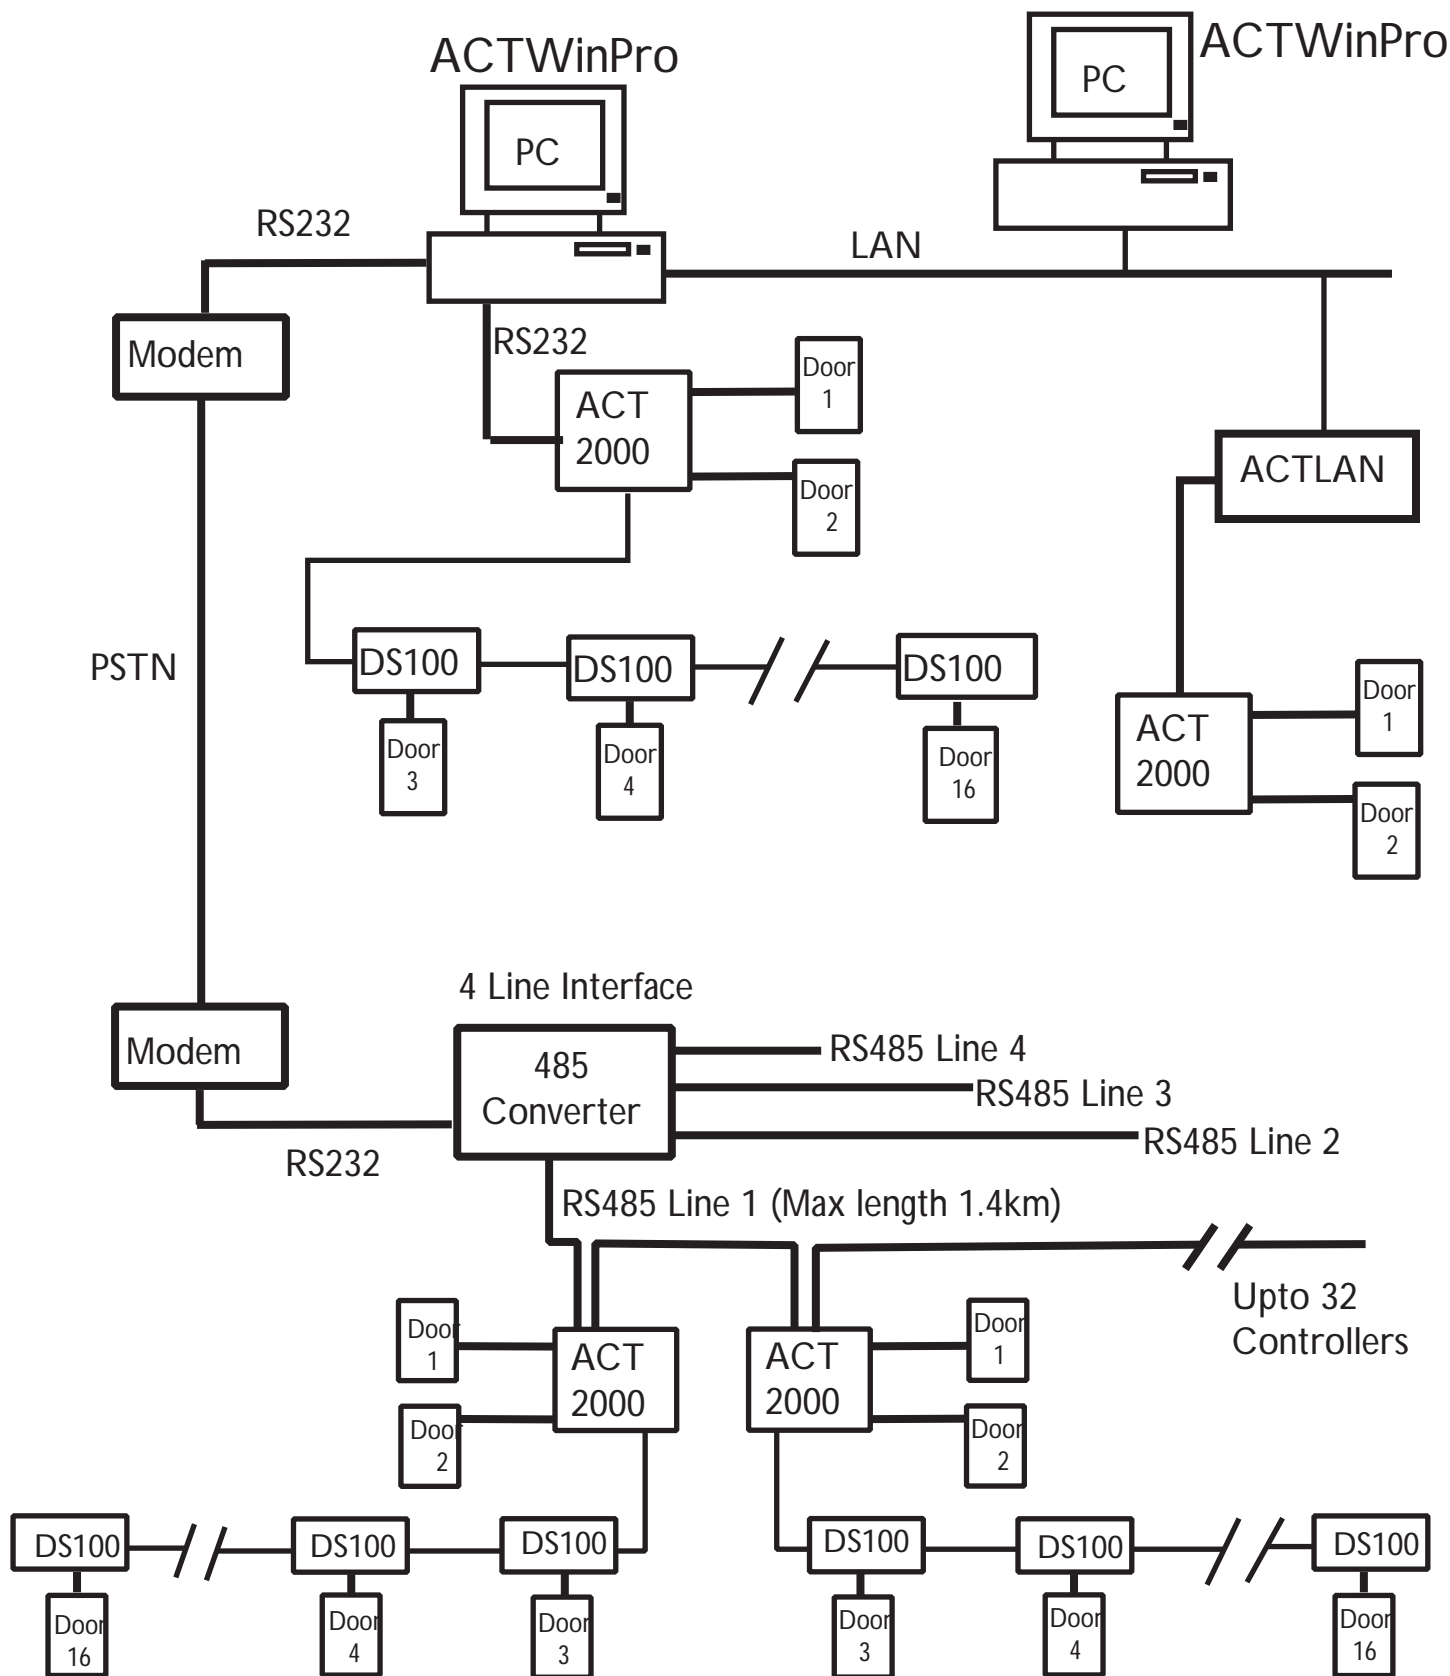 ACTWinPro
ACTWinPro
PC
PC
RS232
LAN
RS232
Modem
Door
1
ACT
2000
Door
2
ACTLAN
PSTN
DS100
DS100
DS100
Door
3
Door
4
Door
16
ACT
2000
Door
1
Door
2
4 Line Interface
Modem
485
Converter
RS485 Line 4
RS485 Line 3
RS485 Line 2
RS232
RS485 Line 1 (Max length 1.4km)
Upto 32
Controllers
Door
1
ACT
2000
Door
2
ACT
2000
Door
1
Door
2
DS100
DS100
DS100
DS100
DS100
DS100
Door
16
Door
4
Door
3
Door
3
Door
4
Door
16